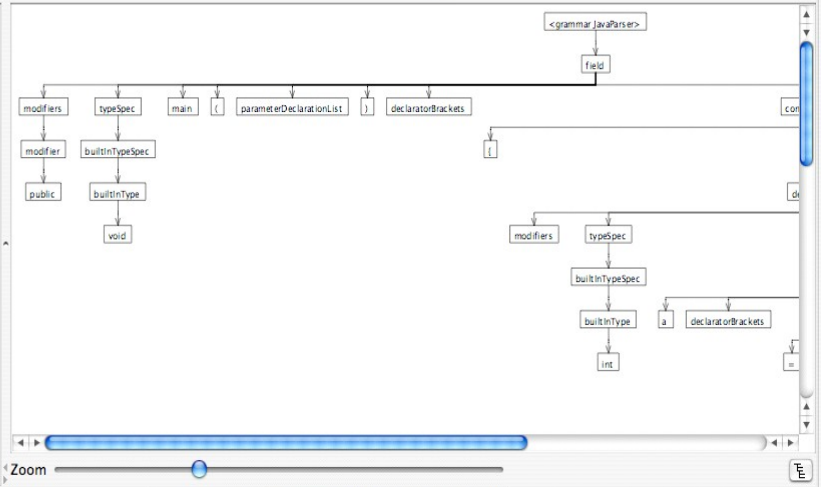 <grammar JavaParser>
field
modifiers typeSpec main ( parameterDeclarationList ) declaratorBrackets
modifier builtInTypeSpec
public builtInType
modifiers typeSpec
void
builtInTypeSpec
builtInType a declaratorBrackets
int =
Zoom